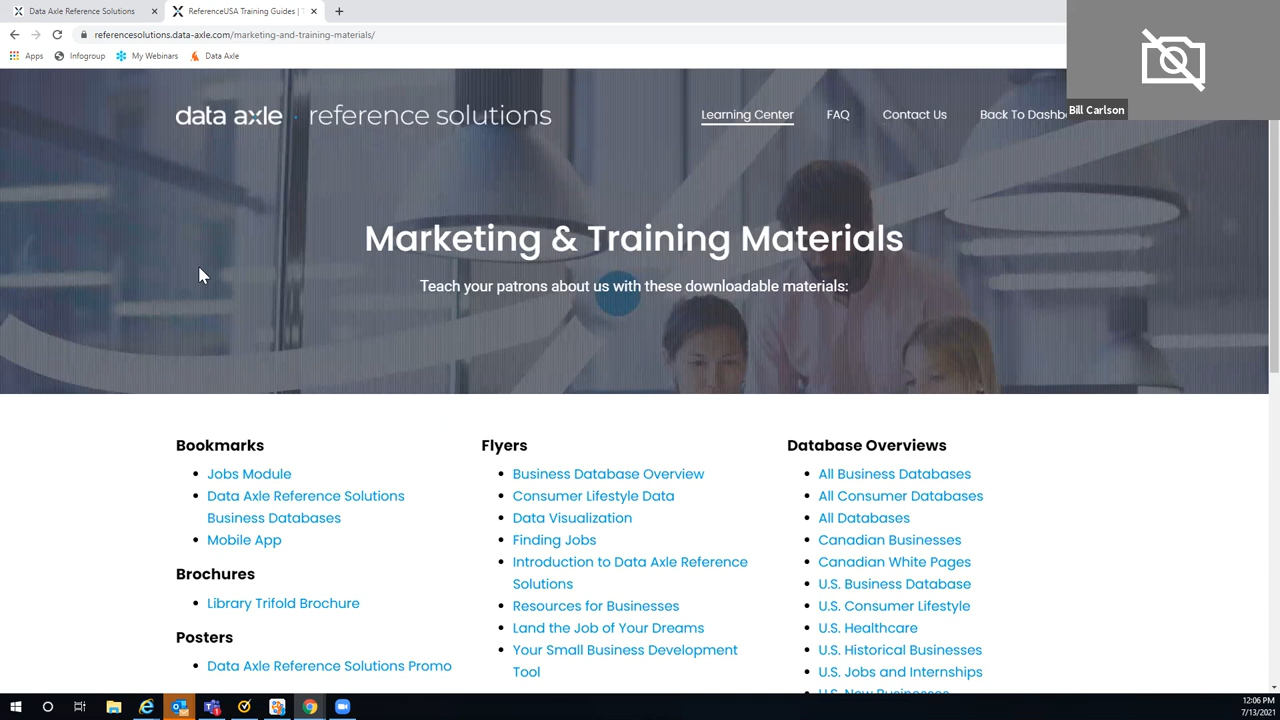 Data Axle Reference Solutions
ReferenceUSA Training Guides | T
referencesolutions.data-axle.com/marketing-and-training-materials/
Apps
Infogroup
My Webinars
Data Axle
Bill Carlson
data axle reference solutions
Learning Center
FAQ
Contact Us
Back To Dashb
Marketing & Training Materials
Teach your patrons about us with these downloadable materials:
Bookmarks
Jobs Module
Data Axle Reference Solutions
Business Databases
Mobile App
Brochures
Library Trifold Brochure
Posters
Data Axle Reference Solutions Promo
Flyers
Business Database Overview
Consumer Lifestyle Data
Data Visualization
Finding Jobs
Introduction to Data Axle Reference
Solutions
Resources for Businesses
Land the Job of Your Dreams
Your Small Business Development
Tool
Database Overviews
All Business Databases
All Consumer Databases
All Databases
Canadian Businesses
Canadian White Pages
U.S. Business Database
U.S. Consumer Lifestyle
U.S. Healthcare
U.S. Historical Businesses
U.S. Jobs and Internships
U.S. New Businesses
12:06 PM
7/13/2021